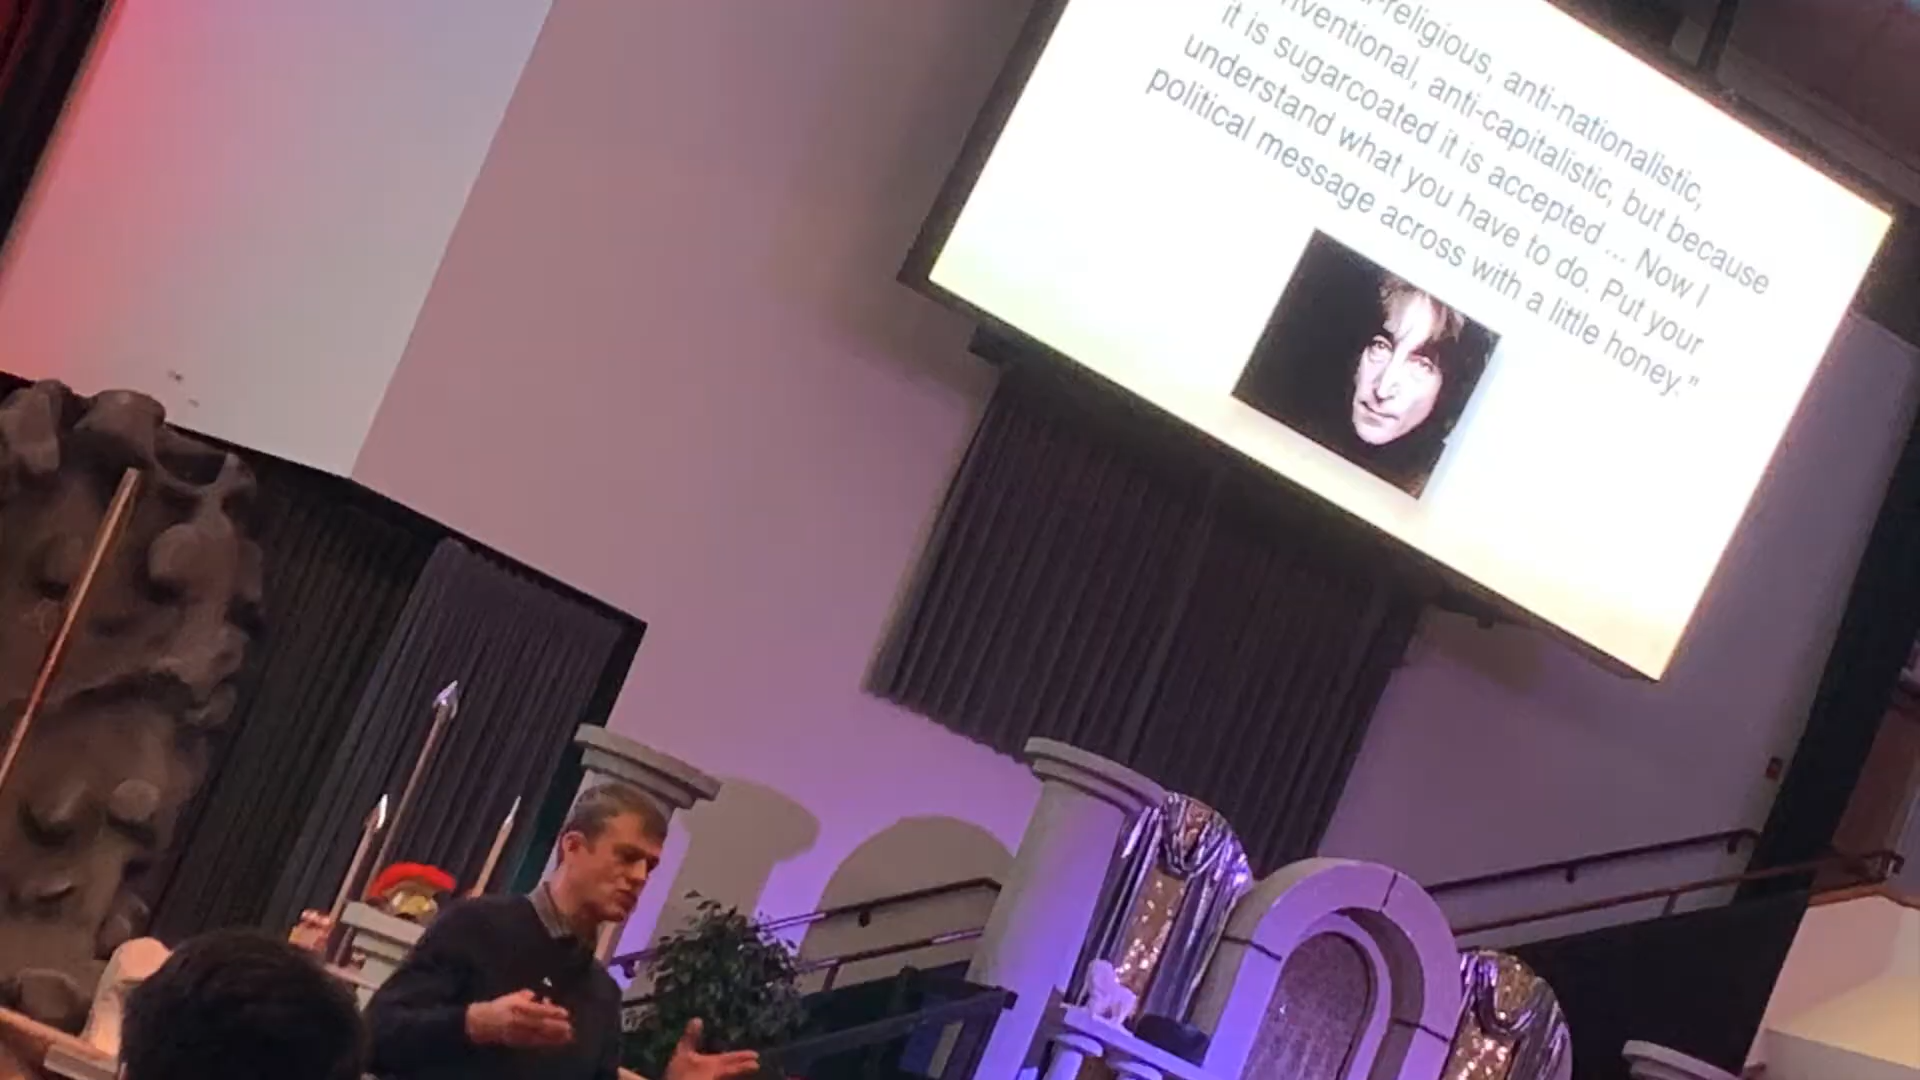 religious, anti-nationalistic,
anti-capitalistic, but because
it is sugarcoated it is accepted ... Now I
understand what you have to do. Put your
political message across with a little honey.”